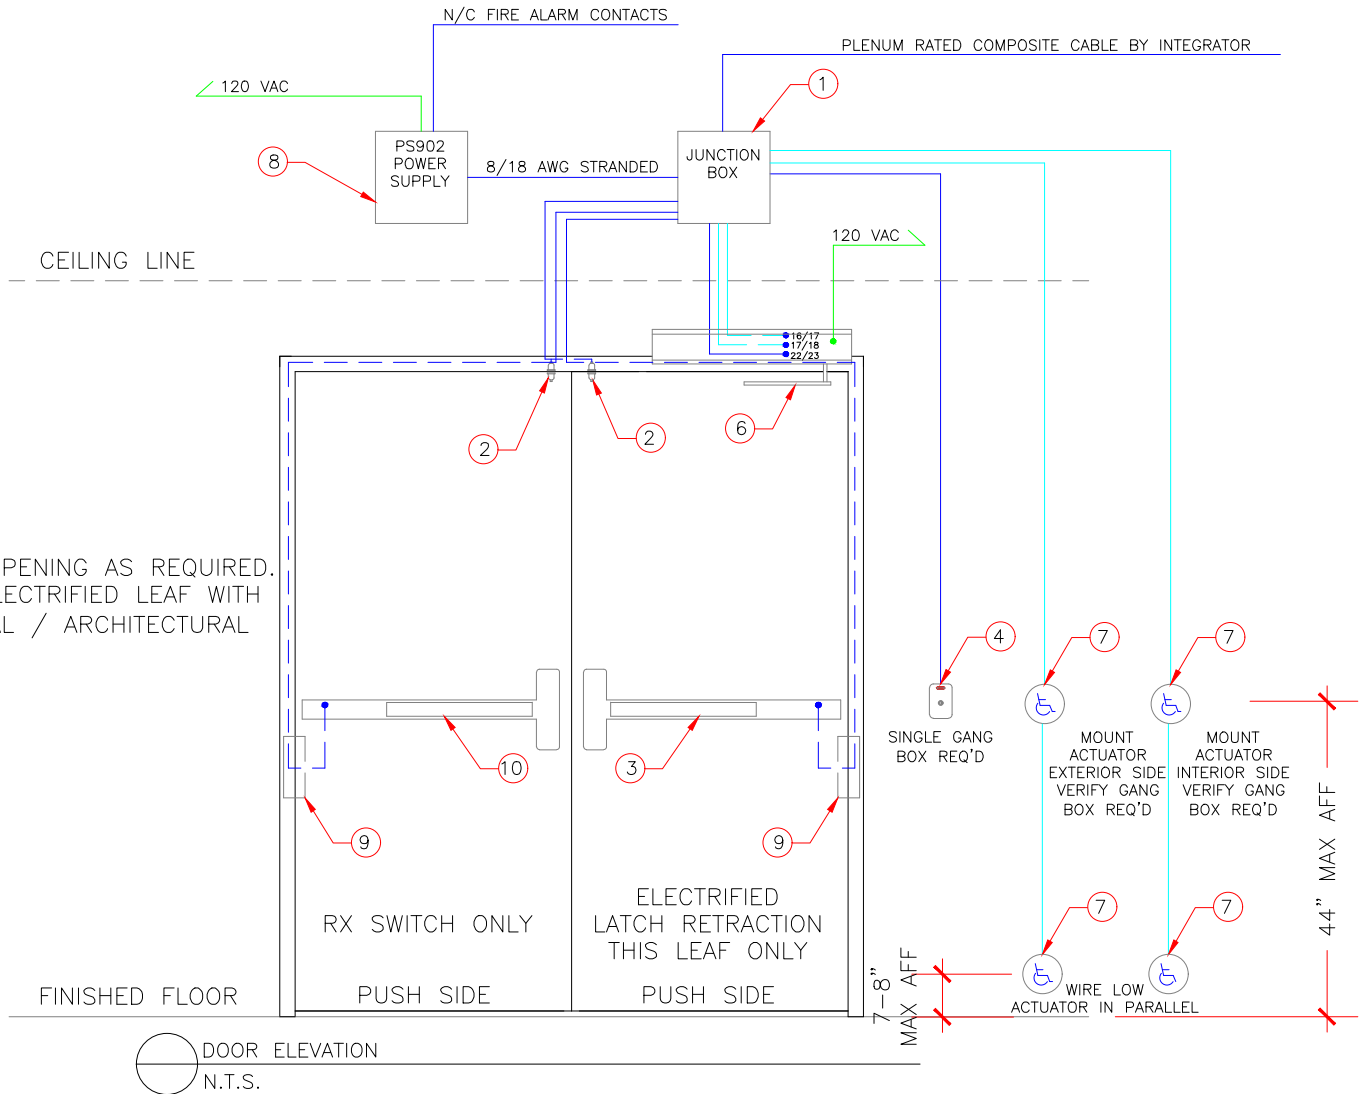 N/C FIRE ALARM CONTACTS
PLENUM RATED COMPOSITE CABLE BY INTEGRATOR
120 VAC
1
PS902
POWER
SUPPLY
8
8/18 AWG STRANDED
JUNCTION
BOX
120 VAC
CEILING LINE
16/17
17/18
22/23
2
2
6
PENING AS REQUIRED.
LECTRIFIED LEAF WITH
AL / ARCHITECTURAL
4
7
7
SINGLE GANG
BOX REQ'D
MOUNT
ACTUATOR
EXTERIOR SIDE
VERIFY GANG
BOX REQ'D
MOUNT
ACTUATOR
INTERIOR SIDE
VERIFY GANG
BOX REQ'D
10
3
9
9
44" MAX AFF
RX SWITCH ONLY
ELECTRIFIED
LATCH RETRACTION
THIS LEAF ONLY
7
7
7-8"
MAX AFF
WIRE LOW
ACTUATOR IN PARALLEL
FINISHED FLOOR
PUSH SIDE
PUSH SIDE
DOOR ELEVATION
N.T.S.